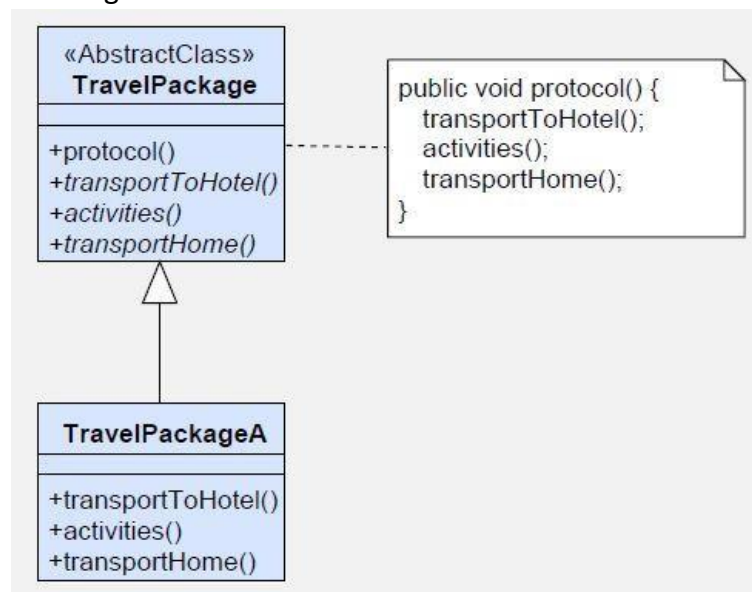 «AbstractClass»
TravelPackage
+protocol()
+transportToHotel()
+activities()
+transportHome()
public void protocol() {
transportToHotel();
activities();
transportHome();
}
TravelPackageA
+transportToHotel()
+activities()
+transportHome()